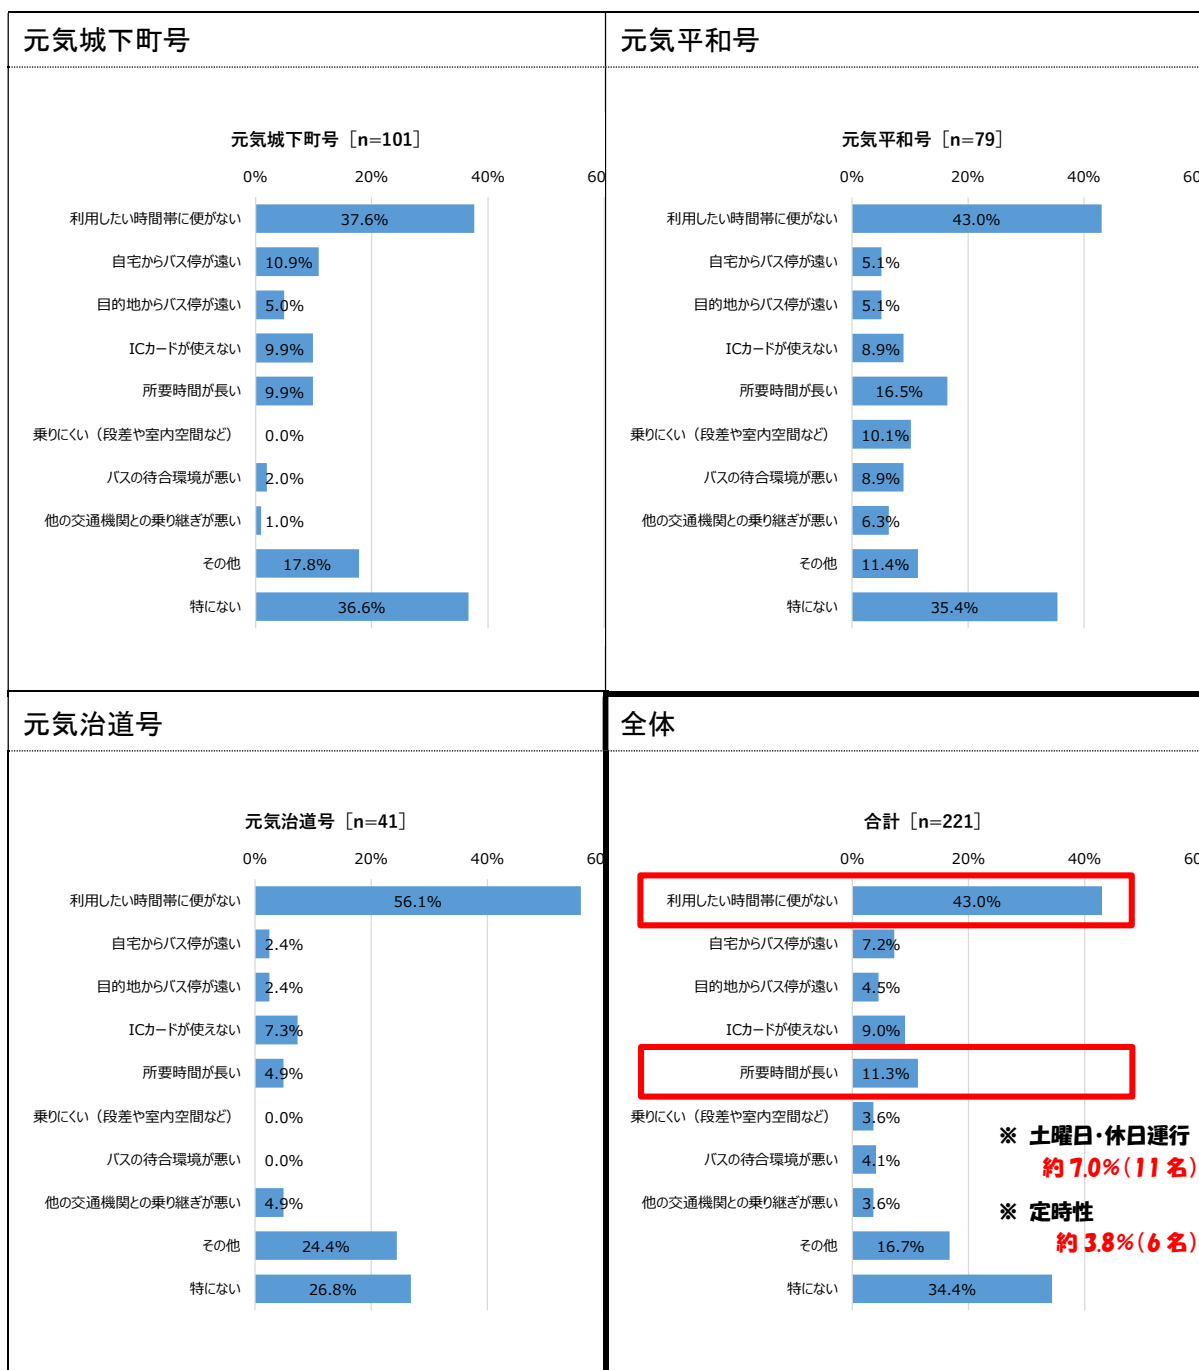 元気城下町号
元気城下町号［n=101］
0% 20% 40% 60
利用したい時間帯に便がない 37.6%
自宅からバス停が遠い 10.9%
目的地からバス停が遠い 5.0%
ICカードが使えない 9.9%
所要時間が長い 9.9%
乗りにくい（段差や室内空間など） 0.0%
バスの待合環境が悪い 2.0%
他の交通機関との乗り継ぎが悪い 1.0%
その他 17.8%
特にない 36.6%
元気平和号
元気平和号［n=79］
0% 20% 40% 60
利用したい時間帯に便がない 43.0%
自宅からバス停が遠い 5.1%
目的地からバス停が遠い 5.1%
ICカードが使えない 8.9%
所要時間が長い 16.5%
乗りにくい（段差や室内空間など） 10.1%
バスの待合環境が悪い 8.9%
他の交通機関との乗り継ぎが悪い 6.3%
その他 11.4%
特にない 35.4%
元気治道号
元気治道号［n=41］
0% 20% 40% 60
利用したい時間帯に便がない 56.1%
自宅からバス停が遠い 2.4%
目的地からバス停が遠い 2.4%
ICカードが使えない 7.3%
所要時間が長い 4.9%
乗りにくい（段差や室内空間など） 0.0%
バスの待合環境が悪い 0.0%
他の交通機関との乗り継ぎが悪い 4.9%
その他 24.4%
特にない 26.8%
全体
合計［n=221］
0% 20% 40% 60
利用したい時間帯に便がない 43.0%
自宅からバス停が遠い 7.2%
目的地からバス停が遠い 4.5%
ICカードが使えない 9.0%
所要時間が長い 11.3%
乗りにくい（段差や室内空間など） 3.6%
バスの待合環境が悪い 4.1%
他の交通機関との乗り継ぎが悪い 3.6%
その他 16.7%
特にない 34.4%
※ 土曜日・休日運行
約7.0%（11名）
※ 定時性
約3.8%（6名）